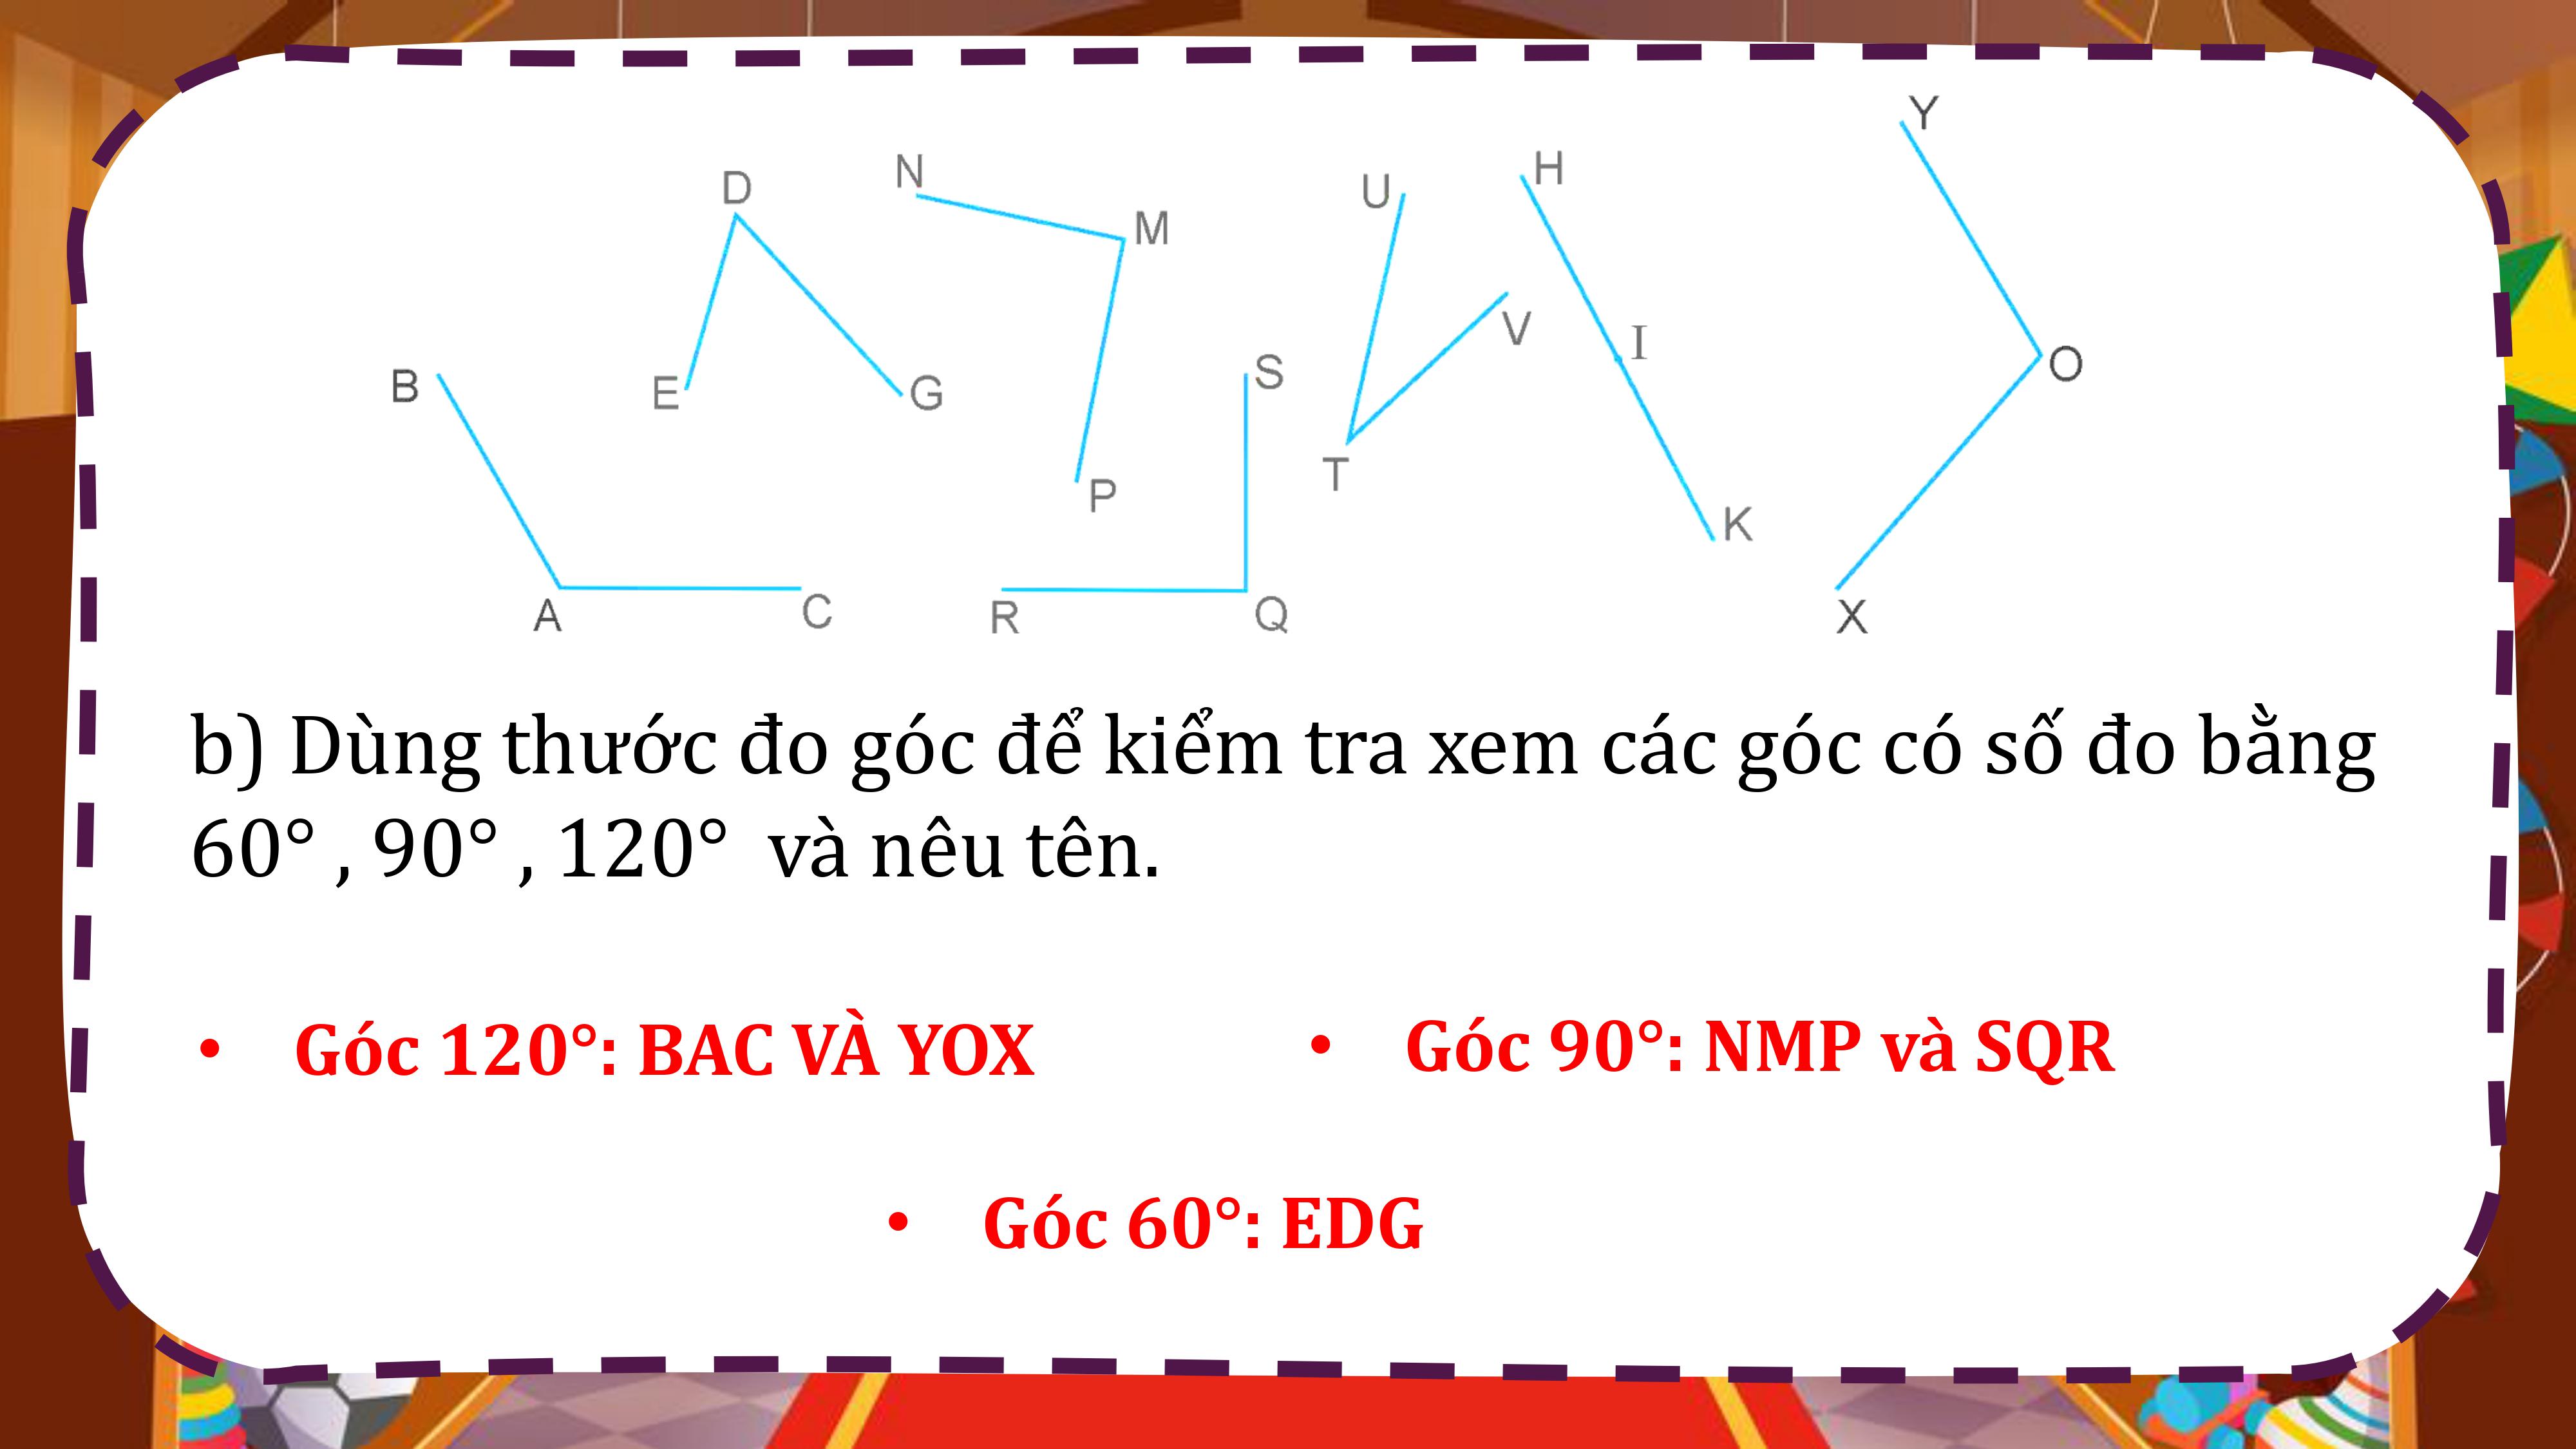 Y
H
N
D
U
M
V
I
O
S
B
E
G
T
P
K
A
C
R
Q
X
b) Dùng thước đo góc để kiểm tra xem các góc có số đo bằng
60° , 90° , 120° và nêu tên.
• Góc 120°: BAC VÀ YOX
• Góc 90°: NMP và SQR
• Góc 60°: EDG